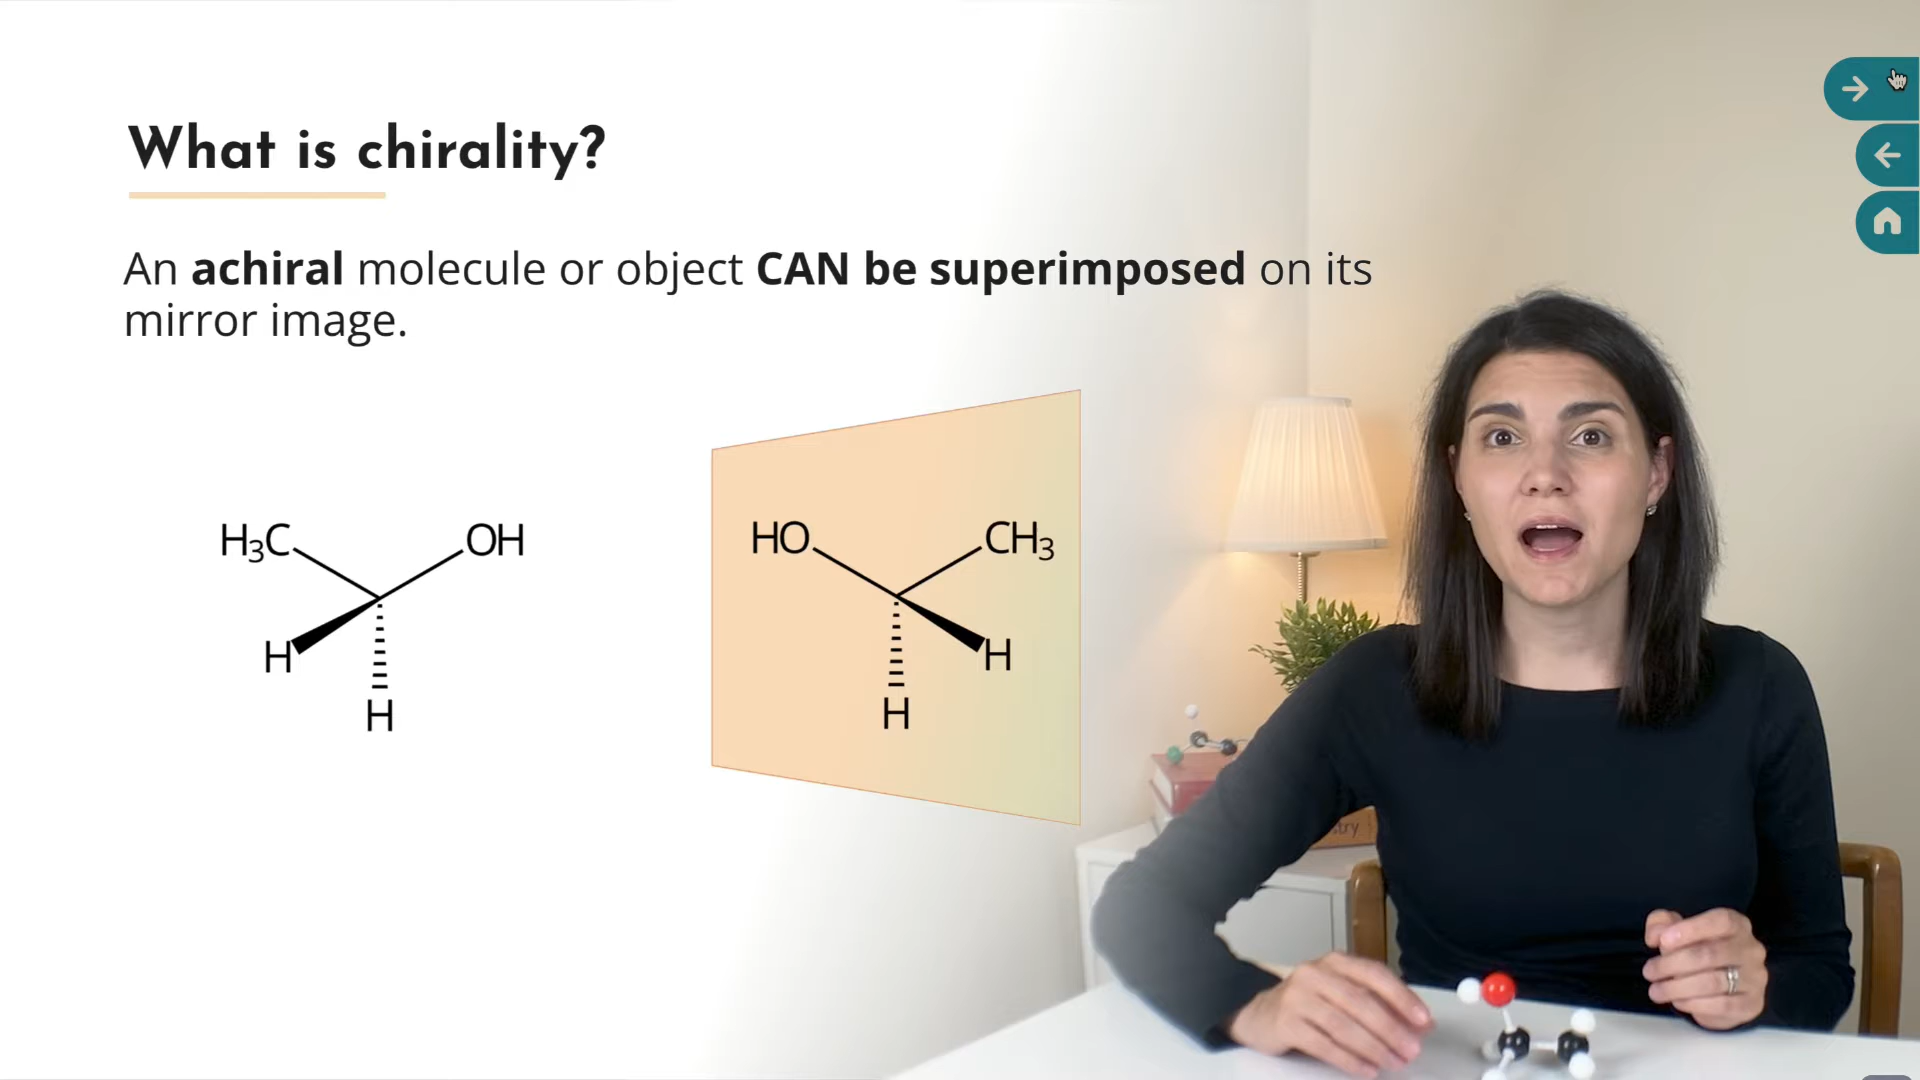 What is chirality?
An achiral molecule or object CAN be superimposed on its
mirror image.
H₃C OH
H
H
HO CH₃
H
H
stry